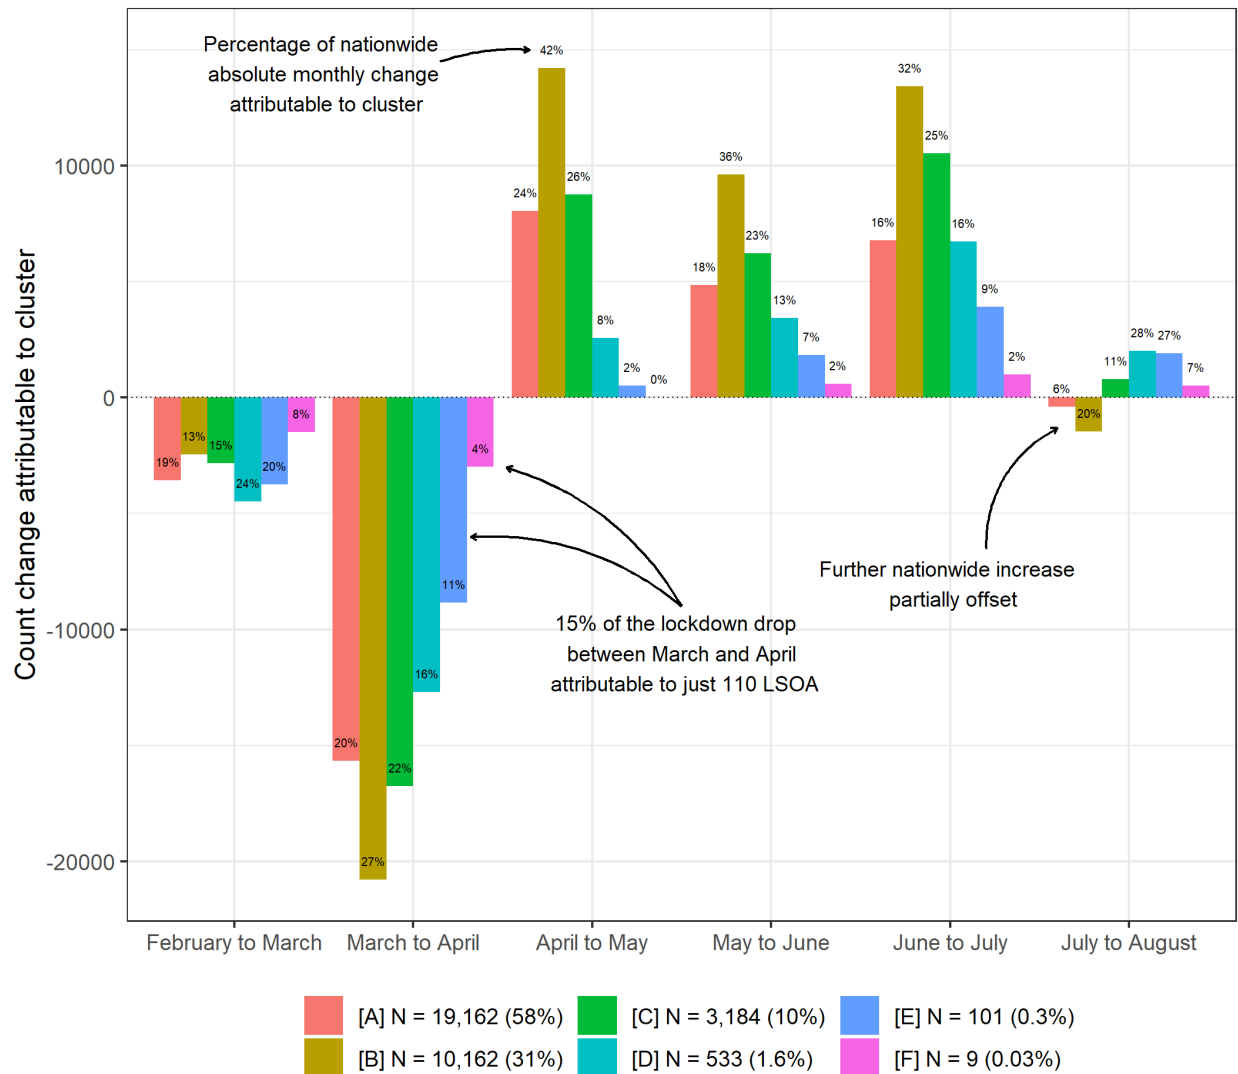 Percentage of nationwide
absolute monthly change
attributable to cluster
42%
32%
36%
25%
26%
24%
23%
16%
16%
18%
13%
9%
28%
27%
8%
7%
11%
2%
2%
2%
7%
0%
6%
10000
0
-10000
-20000
Count change attributable to cluster
19%
13%
15%
24%
20%
8%
20%
27%
22%
16%
11%
4%
20%
Further nationwide increase
partially offset
15% of the lockdown drop
between March and April
attributable to just 110 LSOA
February to March
March to April
April to May
May to June
June to July
July to August
[A] N = 19,162 (58%)
[C] N = 3,184 (10%)
[E] N = 101 (0.3%)
[B] N = 10,162 (31%)
[D] N = 533 (1.6%)
[F] N = 9 (0.03%)